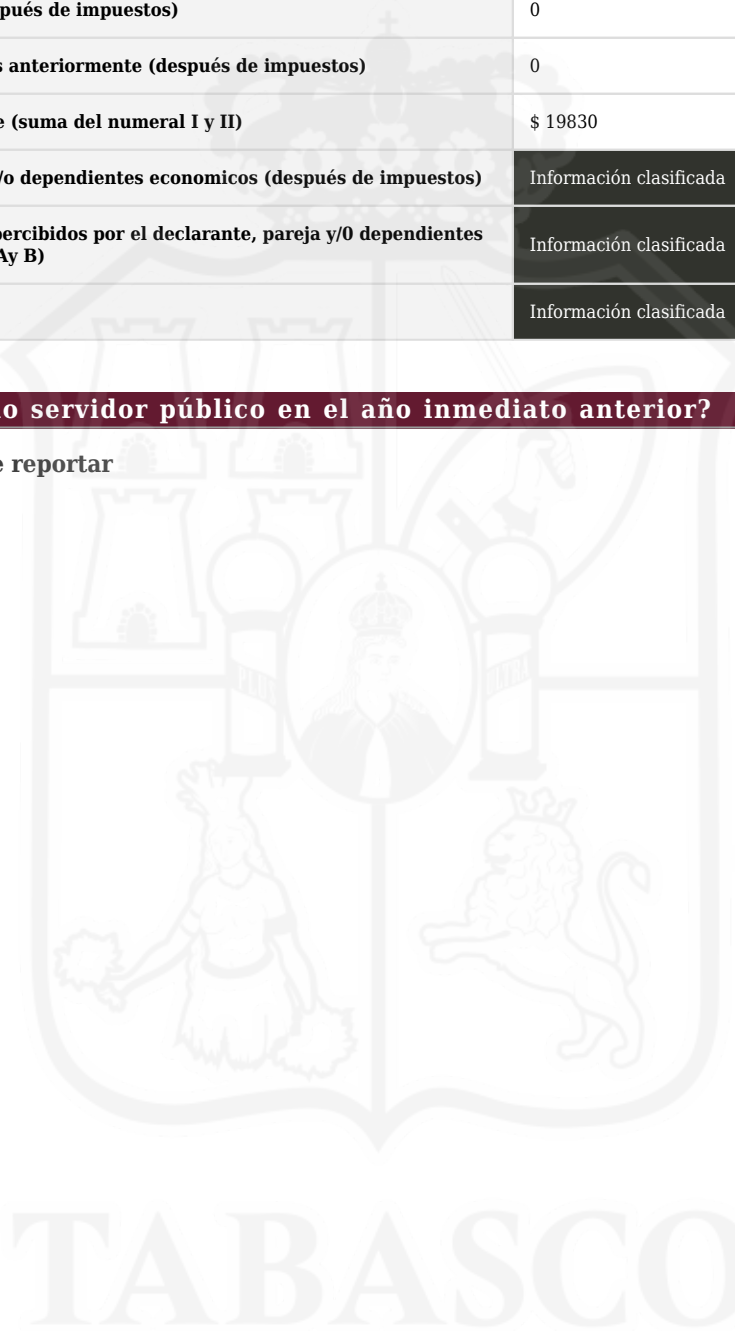 pués de impuestos) 0
s anteriormente (después de impuestos) 0
e (suma del numeral I y II) $ 19830
/o dependientes economicos (después de impuestos) Información clasificada
percibidos por el declarante, pareja y/0 dependientes Información clasificada
Ay B)
Información clasificada
o servidor público en el año inmediato anterior?
e reportar
PLUS ULTRA
TABASCO